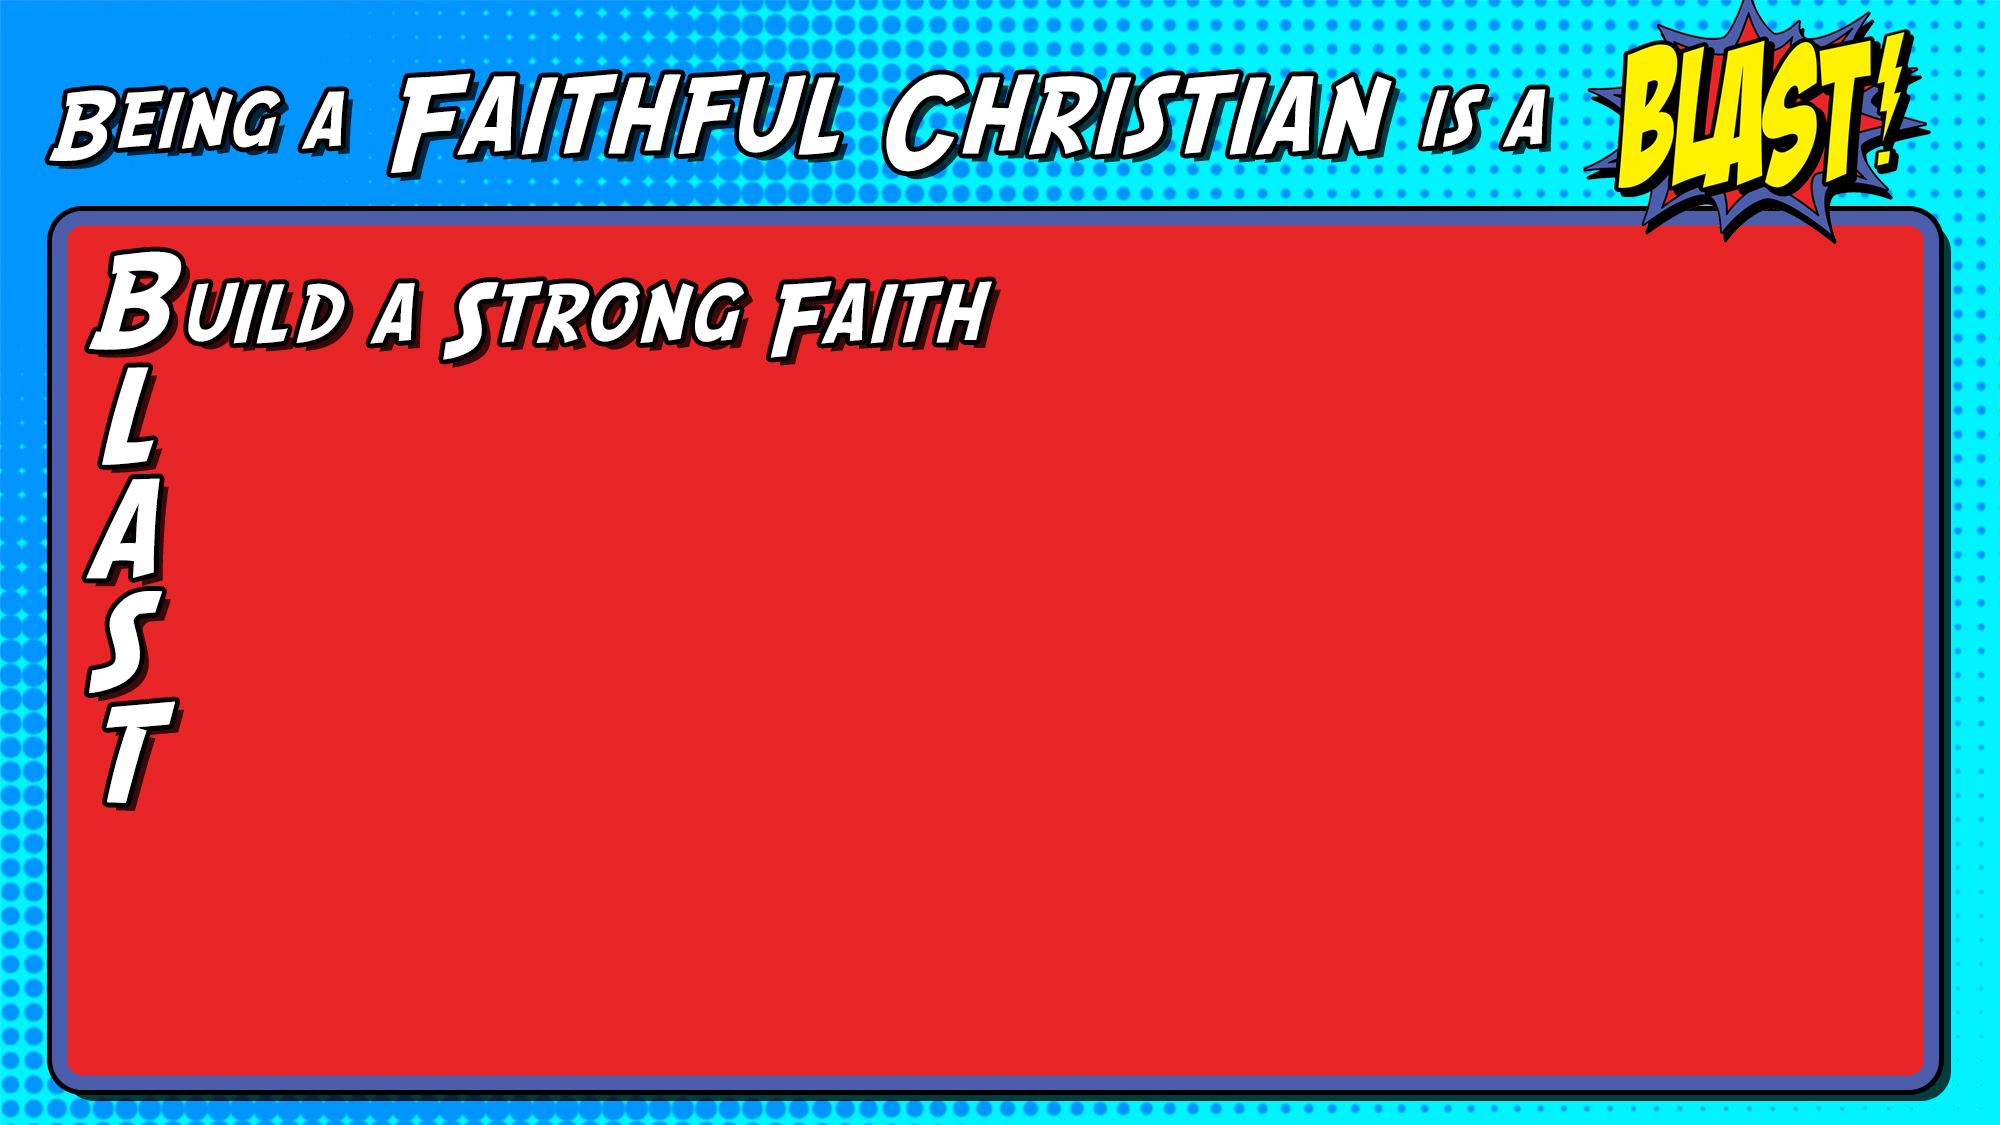 Being a Faithful Christian is a BLAST!
Build a Strong Faith
L
A
S
T